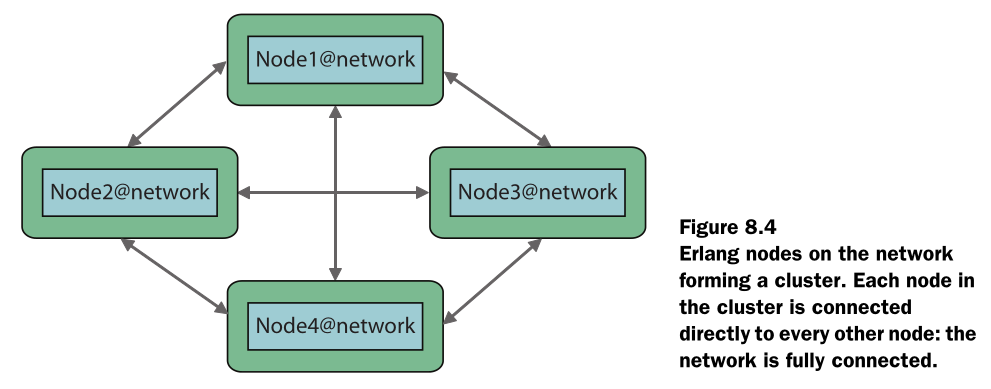 Node1@network
Node2@network
Node3@network
Node4@network
Figure 8.4
Erlang nodes on the network
forming a cluster. Each node in
the cluster is connected
directly to every other node: the
network is fully connected.